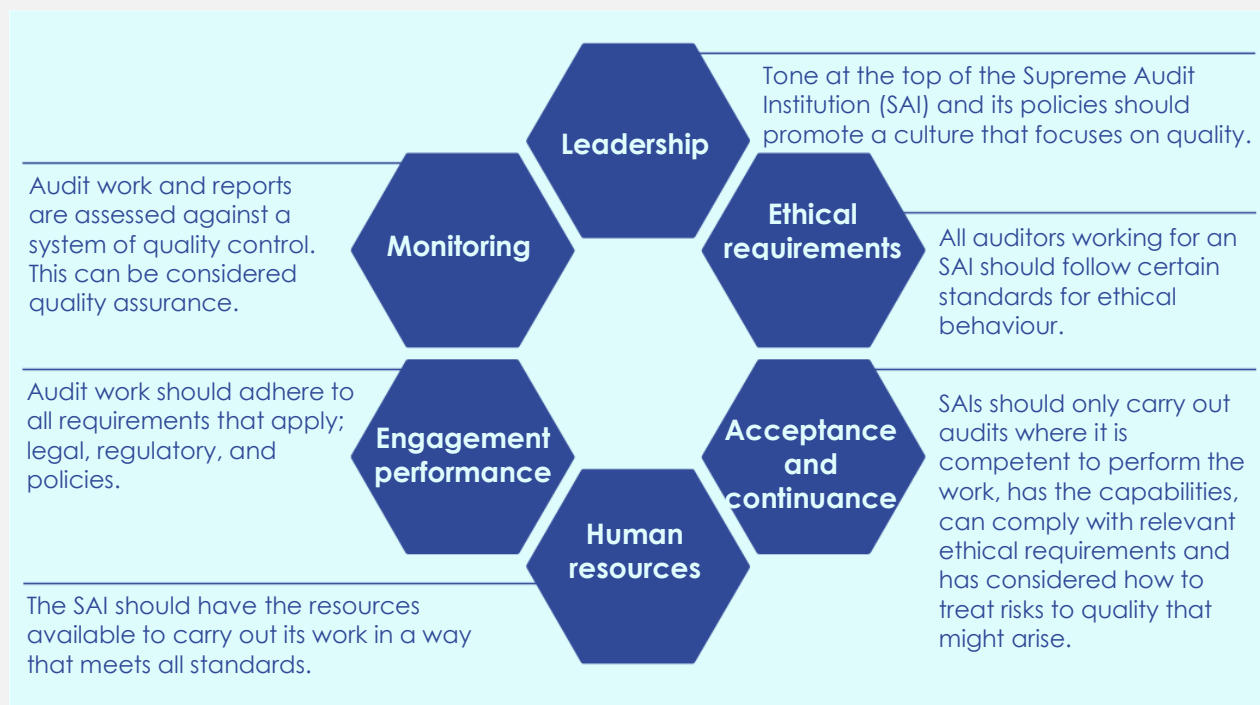 Leadership
Tone at the top of the Supreme Audit
Institution (SAI) and its policies should
promote a culture that focuses on quality.
Ethical
requirements
All auditors working for an
SAI should follow certain
standards for ethical
behaviour.
Acceptance
and
continuance
SAIs should only carry out
audits where it is
competent to perform the
work, has the capabilities,
can comply with relevant
ethical requirements and
has considered how to
treat risks to quality that
might arise.
Human
resources
The SAI should have the resources
available to carry out its work in a way
that meets all standards.
Engagement
performance
Audit work should adhere to
all requirements that apply;
legal, regulatory, and
policies.
Monitoring
Audit work and reports
are assessed against a
system of quality control.
This can be considered
quality assurance.